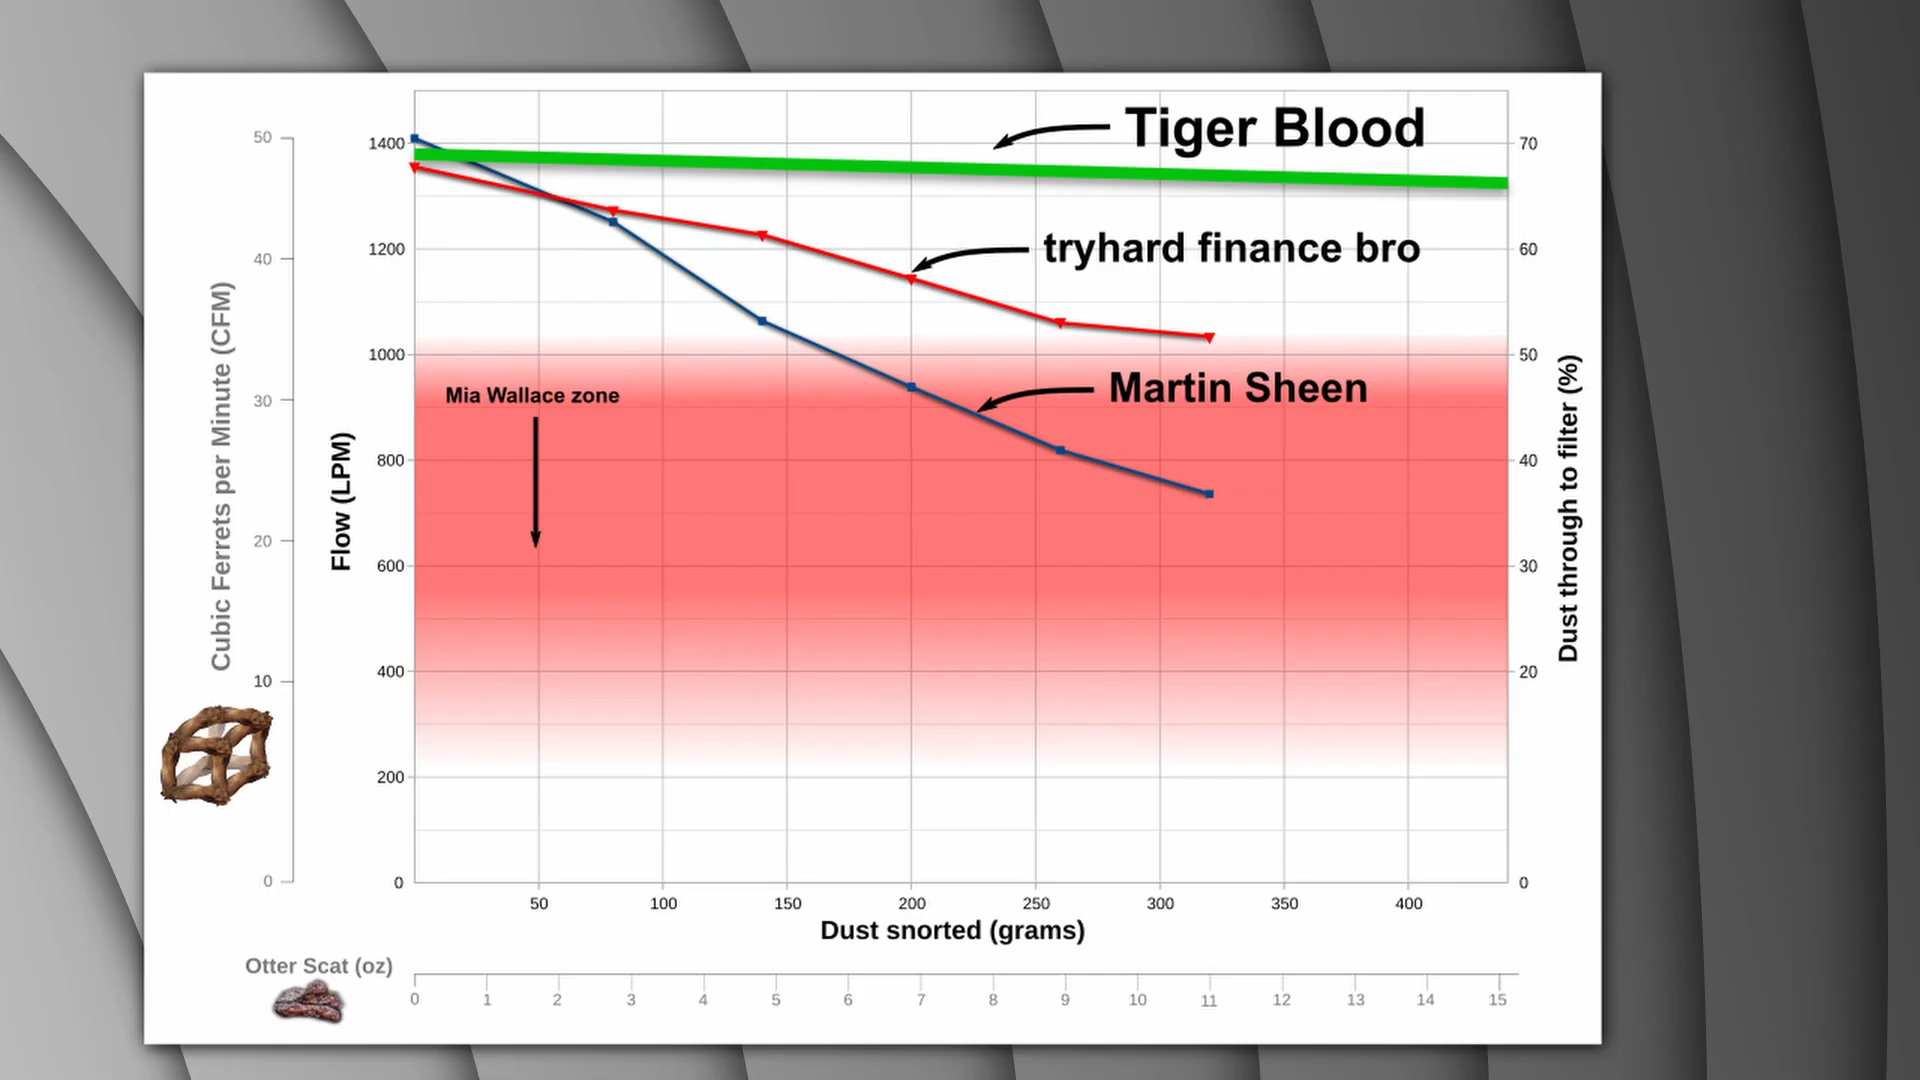 Tiger Blood
tryhard finance bro
Martin Sheen
Mia Wallace zone
Cubic Ferrets per Minute (CFM)
50
40
30
20
10
0
Flow (LPM)
1400
1200
1000
800
600
400
200
0
70
60
50
40
30
20
0
Dust through to filter (%)
50 100 150 200 250 300 350 400
Dust snorted (grams)
Otter Scat (oz)
0 1 2 3 4 5 6 7 8 9 10 11 12 13 14 15